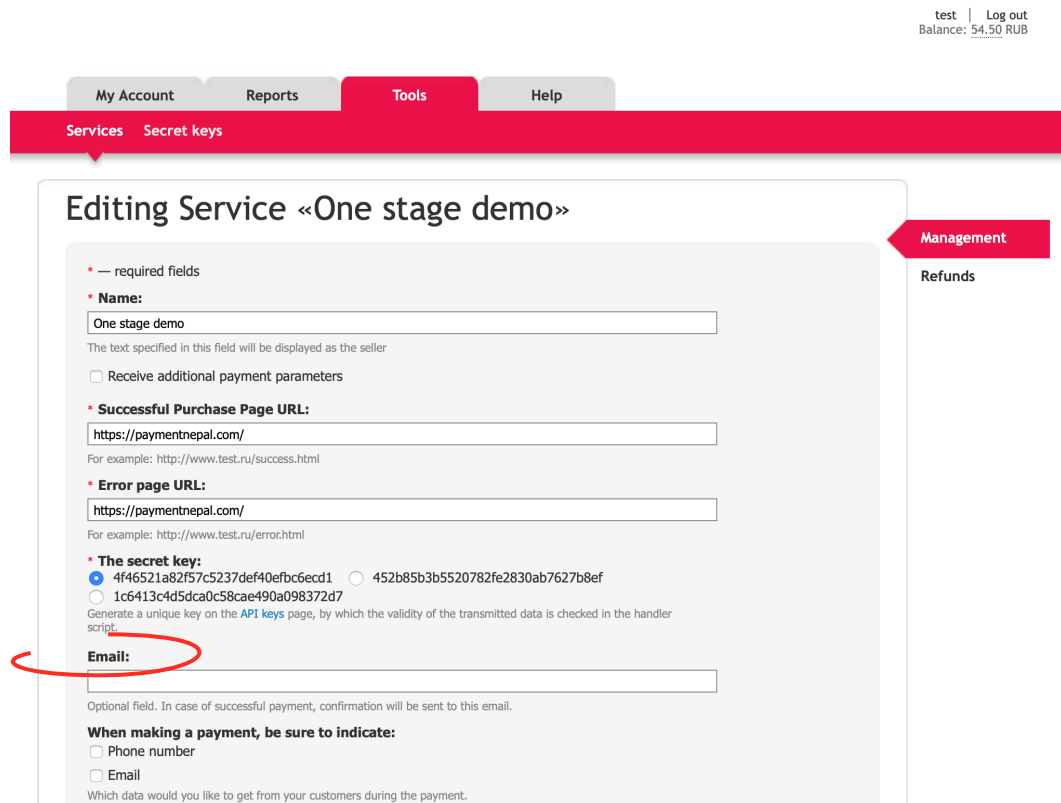 test | Log out
Balance: 54.50 RUB
My Account Reports Tools Help
Services Secret keys
Editing Service «One stage demo»
Management
Refunds
* — required fields
* Name:
One stage demo
The text specified in this field will be displayed as the seller
Receive additional payment parameters
* Successful Purchase Page URL:
https://paymentnepal.com/
For example: http://www.test.ru/success.html
* Error page URL:
https://paymentnepal.com/
For example: http://www.test.ru/error.html
* The secret key:
4f46521a82f57c5237def40efbc6ecd1 452b85b3b5520782fe2830ab7627b8ef
1c6413c4d5dca0c58cae490a098372d7
Generate a unique key on the API keys page, by which the validity of the transmitted data is checked in the handler
script.
Email:
Optional field. In case of successful payment, confirmation will be sent to this email.
When making a payment, be sure to indicate:
Phone number
Email
Which data would you like to get from your customers during the payment.